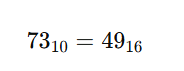 73₁₀ = 49₁₆